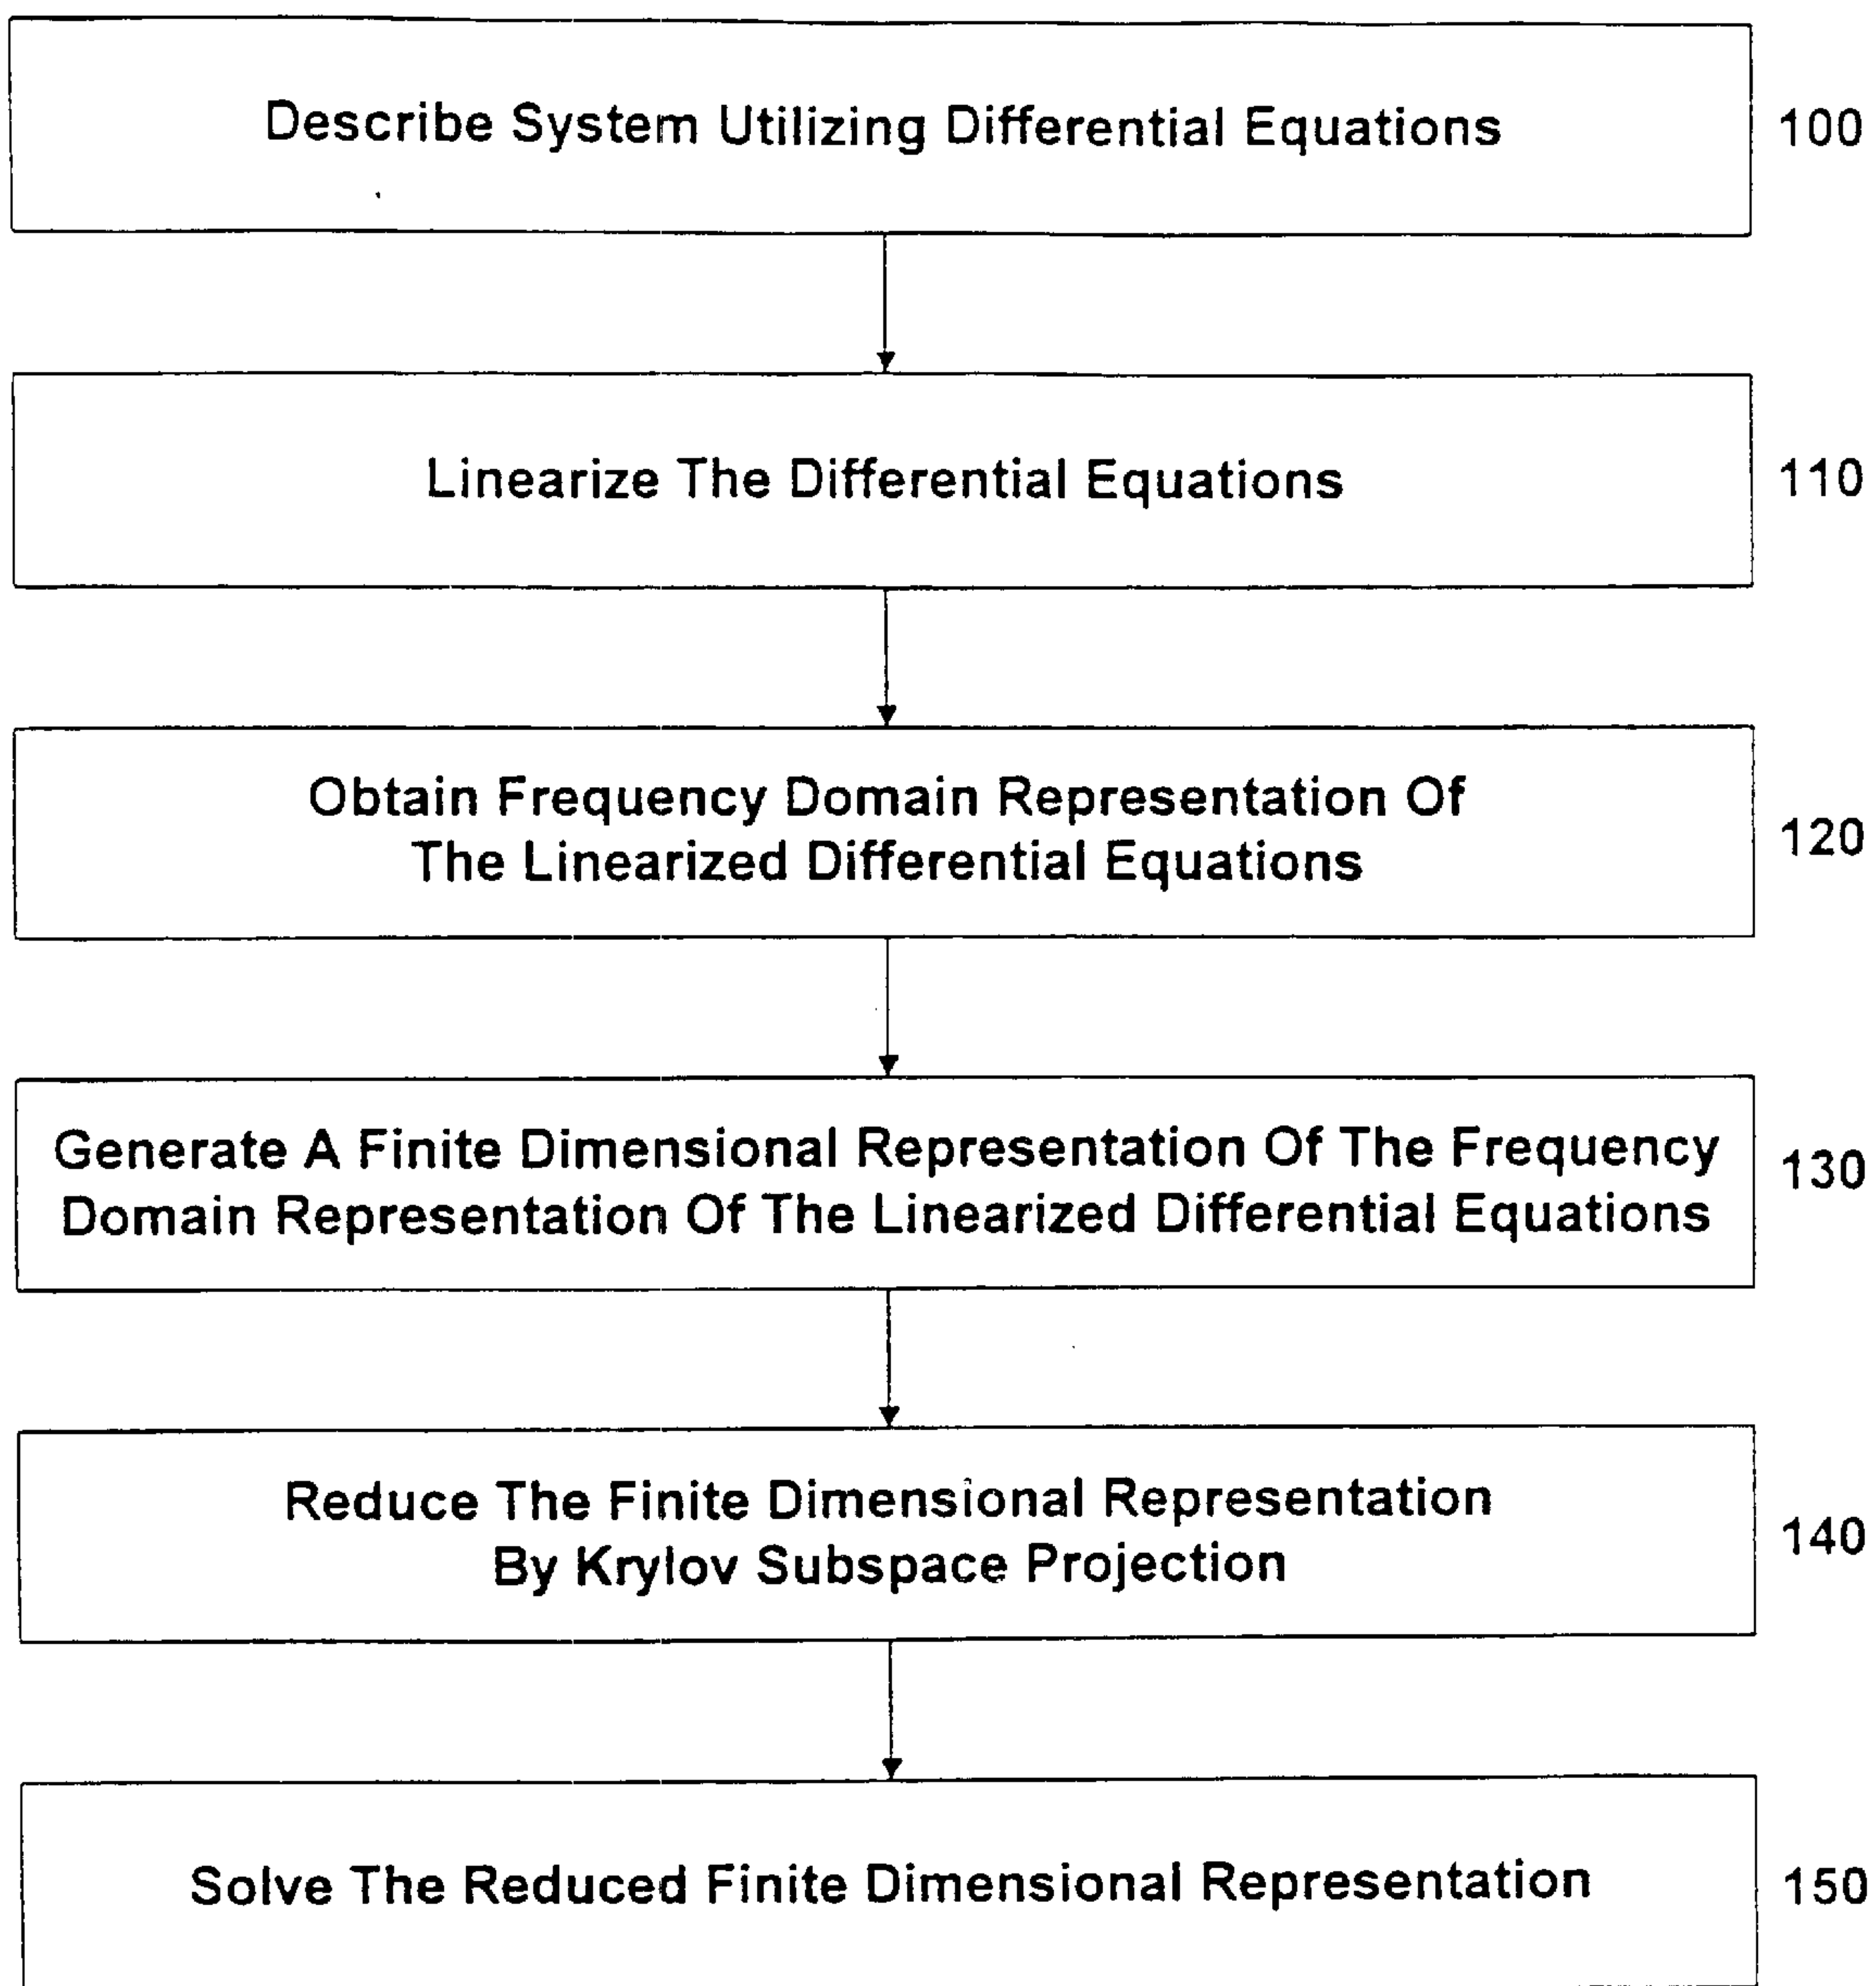 Describe System Utilizing Differential Equations
100
Linearize The Differential Equations
110
Obtain Frequency Domain Representation Of
The Linearized Differential Equations
120
Generate A Finite Dimensional Representation Of The Frequency
Domain Representation Of The Linearized Differential Equations
130
Reduce The Finite Dimensional Representation
By Krylov Subspace Projection
140
Solve The Reduced Finite Dimensional Representation
150